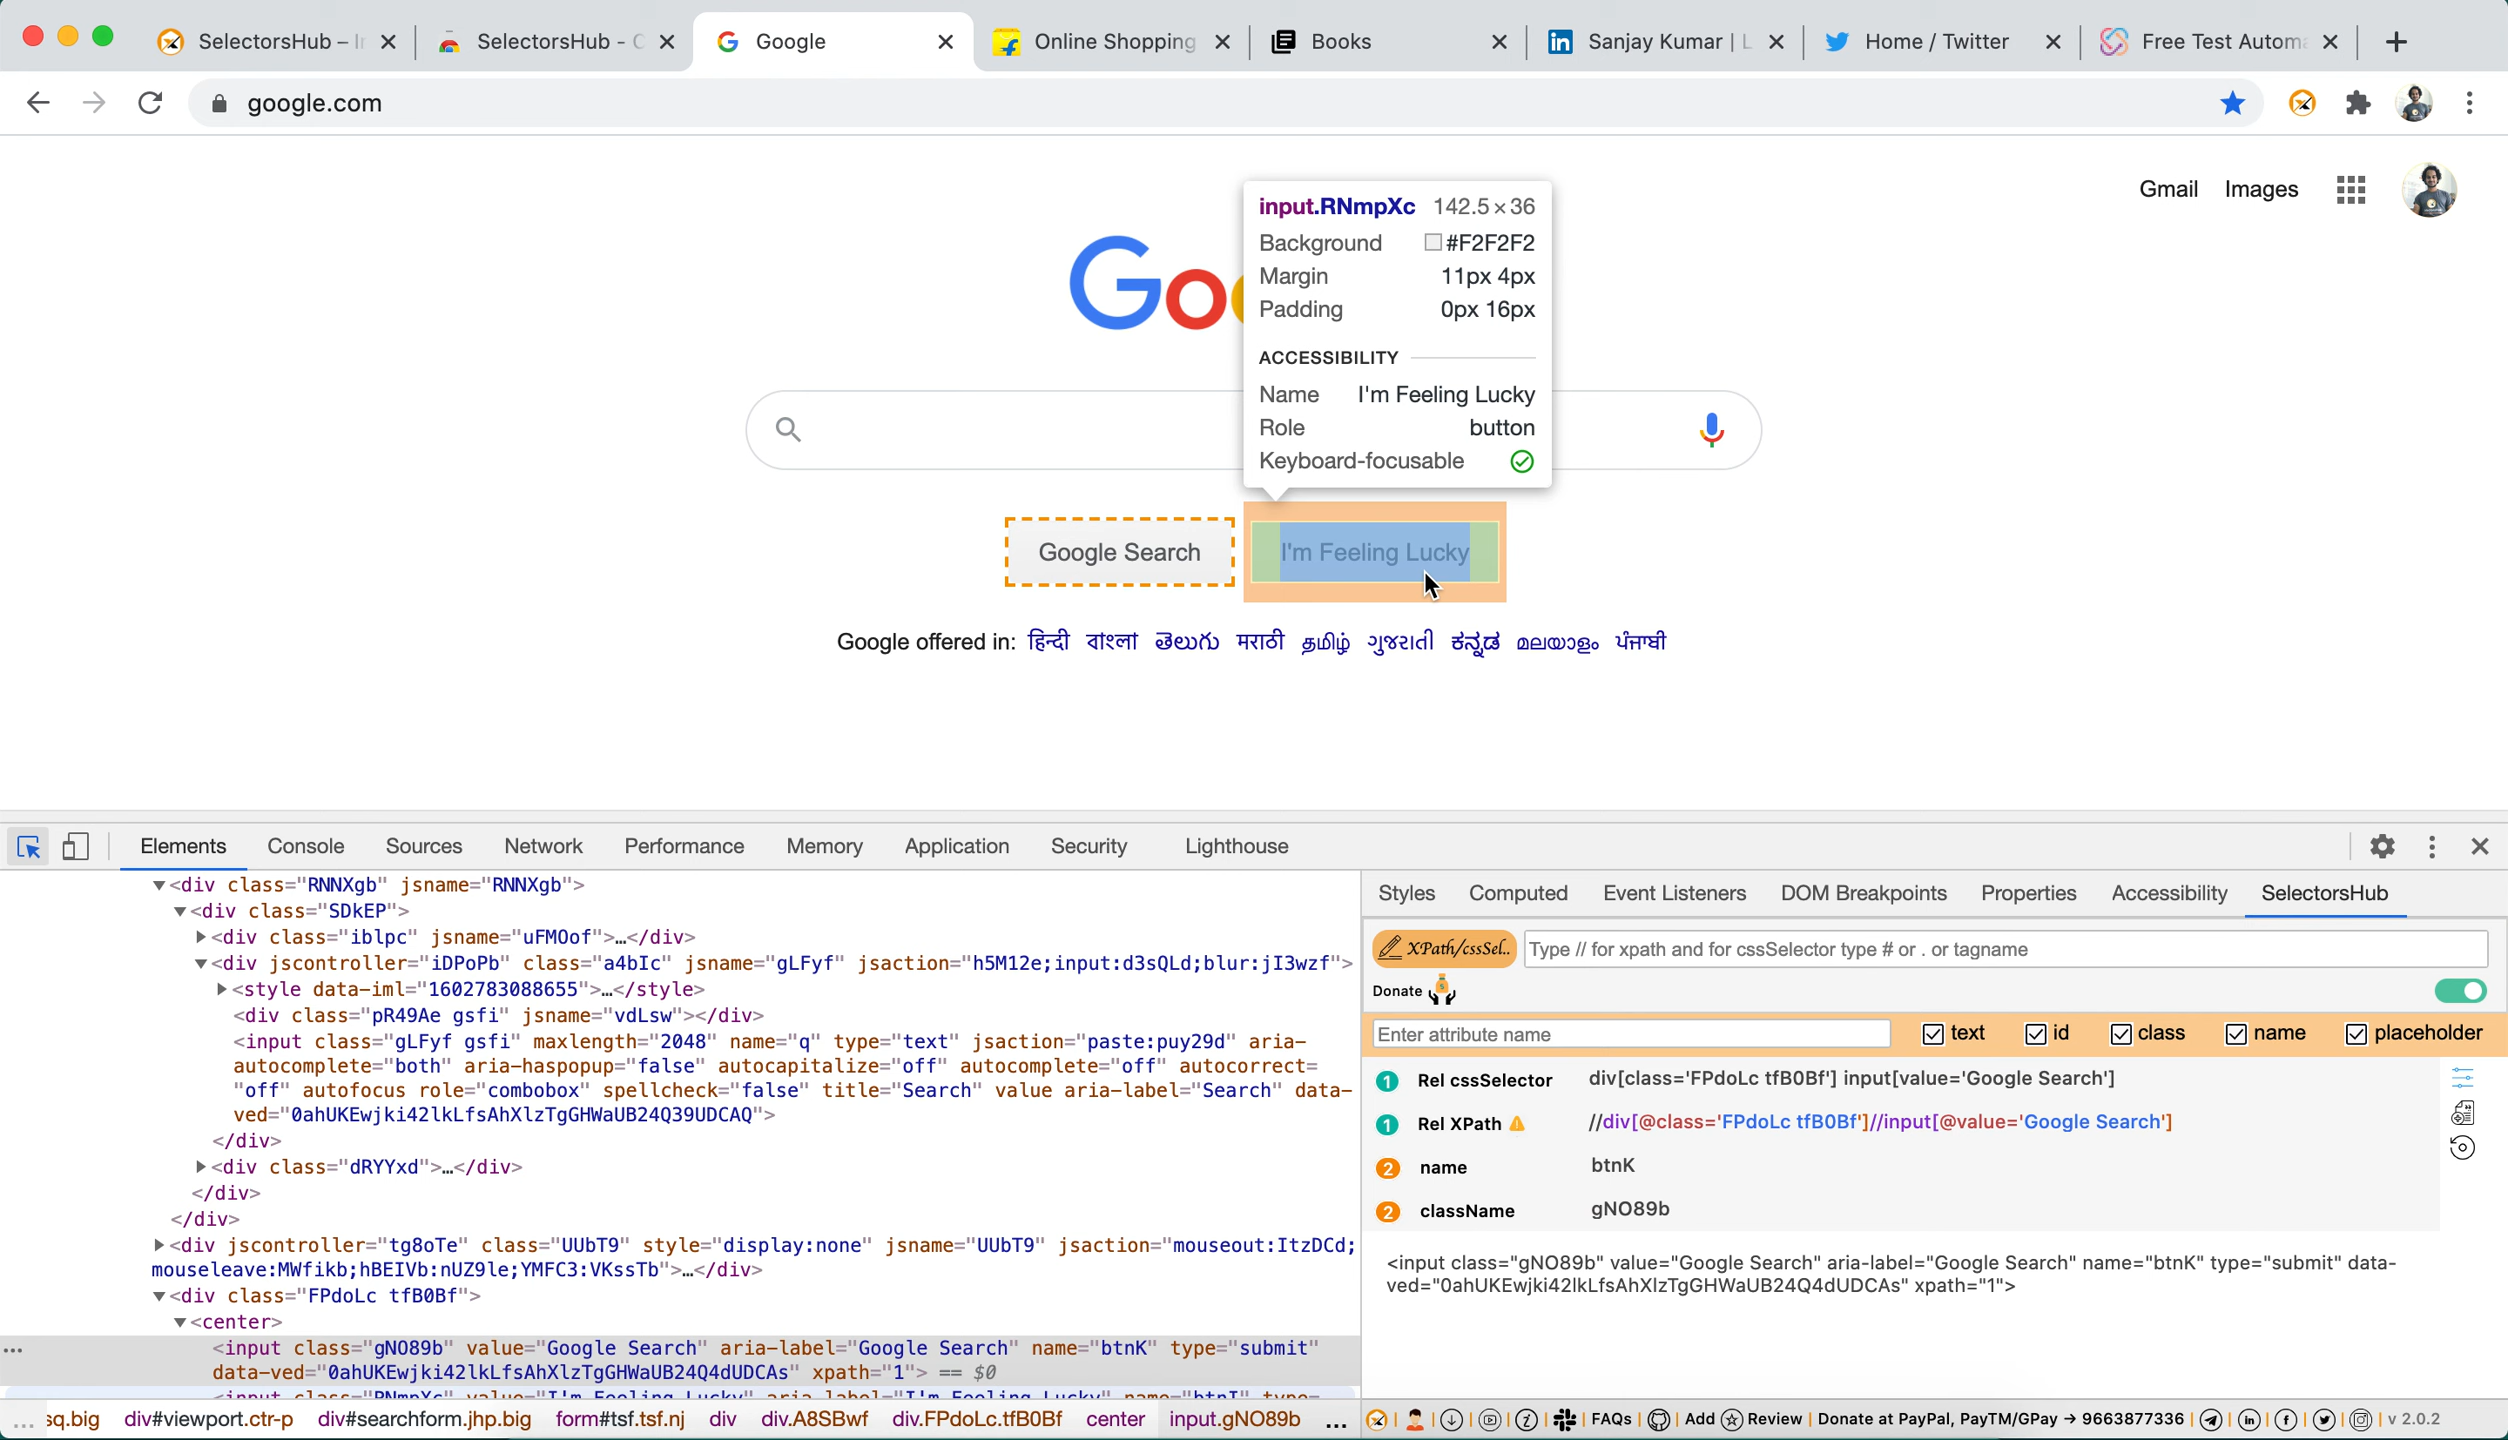 SelectorsHub – I
SelectorsHub - C
Google
Online Shopping
Books
Sanjay Kumar | L
Home / Twitter
Free Test Autom
google.com
Gmail
Images
Goo
input.RNmpXc 142.5×36
Background #F2F2F2
Margin 11px 4px
Padding 0px 16px
ACCESSIBILITY
Name I'm Feeling Lucky
Role button
Keyboard-focusable
Google Search
I'm Feeling Lucky
Google offered in: हिन्दी বাংলা తెలుగు मराठी தமிழ் ગુજરાતી ಕನ್ನಡ മലയാളം ਪੰਜਾਬੀ
Elements Console Sources Network Performance Memory Application Security Lighthouse
▼<div class="RNNXgb" jsname="RNNXgb">
▼<div class="SDkEP">
▶<div class="iblpc" jsname="uFMOof">…</div>
▼<div jscontroller="iDPoPb" class="a4bIc" jsname="gLFyf" jsaction="h5M12e;input:d3sQLd;blur:jI3wzf">
▶<style data-iml="1602783088655">…</style>
<div class="pR49Ae gsfi" jsname="vdLsw"></div>
<input class="gLFyf gsfi" maxlength="2048" name="q" type="text" jsaction="paste:puy29d" aria-
autocomplete="both" aria-haspopup="false" autocapitalize="off" autocomplete="off" autocorrect=
"off" autofocus role="combobox" spellcheck="false" title="Search" value aria-label="Search" data-
ved="0ahUKEwjki42lkLfsAhXlzTgGHWaUB24Q39UDCAQ">
</div>
▶<div class="dRYYxd">…</div>
</div>
</div>
▶<div jscontroller="tg8oTe" class="UUbT9" style="display:none" jsname="UUbT9" jsaction="mouseout:ItzDCd;
mouseleave:MWfikb;hBEIVb:nUZ9le;YMFC3:VKssTb">…</div>
▼<div class="FPdoLc tfB0Bf">
▼<center>
<input class="gNO89b" value="Google Search" aria-label="Google Search" name="btnK" type="submit"
data-ved="0ahUKEwjki42lkLfsAhXlzTgGHWaUB24Q4dUDCAs" xpath="1"> == $0
<input class="RNmpXc" value="I'm Feeling Lucky" aria-label="I'm Feeling Lucky" name="btnI" type=
… sq.big div#viewport.ctr-p div#searchform.jhp.big form#tsf.tsf.nj div div.A8SBwf div.FPdoLc.tfB0Bf center input.gNO89b …
Styles Computed Event Listeners DOM Breakpoints Properties Accessibility SelectorsHub
XPath/cssSel.. Type // for xpath and for cssSelector type # or . or tagname
Donate
Enter attribute name text id class name placeholder
1 Rel cssSelector div[class='FPdoLc tfB0Bf'] input[value='Google Search']
1 Rel XPath //div[@class='FPdoLc tfB0Bf']//input[@value='Google Search']
2 name btnK
2 className gNO89b
<input class="gNO89b" value="Google Search" aria-label="Google Search" name="btnK" type="submit" data-
ved="0ahUKEwjki42lkLfsAhXlzTgGHWaUB24Q4dUDCAs" xpath="1">
FAQs | Add Review | Donate at PayPal, PayTM/GPay → 9663877336 | v 2.0.2